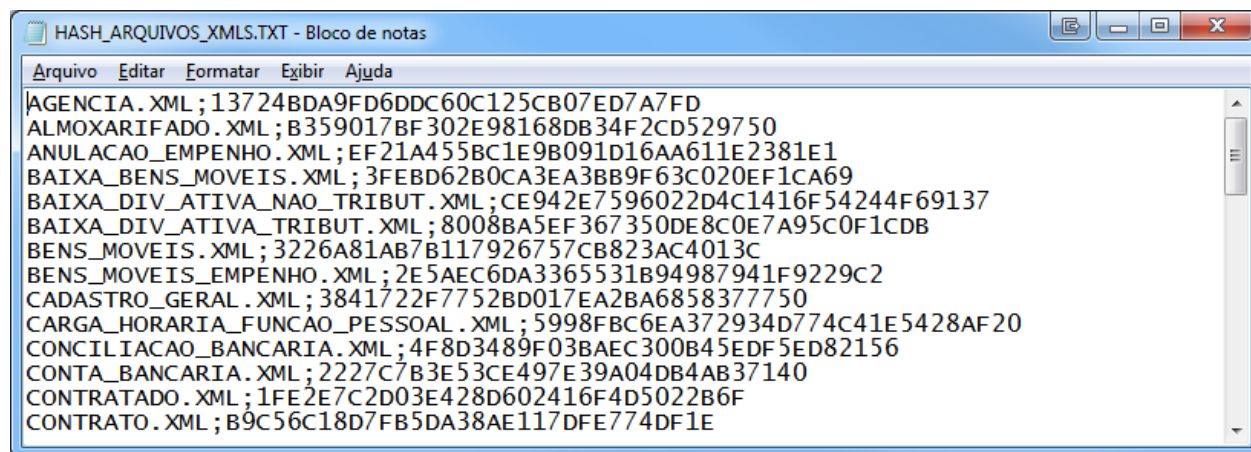 HASH_ARQUIVOS_XMLS.TXT - Bloco de notas
Arquivo Editar Formatar Exibir Ajuda
AGENCIA.XML;13724BDA9FD6DDC60C125CB07ED7A7FD
ALMOXARIFADO.XML;B359017BF302E98168DB34F2CD529750
ANULACAO_EMPENHO.XML;EF21A455BC1E9B091D16AA611E2381E1
BAIXA_BENS_MOVEIS.XML;3FEBD62B0CA3EA3BB9F63C020EF1CA69
BAIXA_DIV_ATIVA_NAO_TRIBUT.XML;CE942E7596022D4C1416F54244F69137
BAIXA_DIV_ATIVA_TRIBUT.XML;8008BA5EF367350DE8C0E7A95C0F1CDB
BENS_MOVEIS.XML;3226A81AB7B117926757CB823AC4013C
BENS_MOVEIS_EMPENHO.XML;2E5AEC6DA3365531B94987941F9229C2
CADASTRO_GERAL.XML;3841722F7752BD017EA2BA6858377750
CARGA_HORARIA_FUNCAO_PESSOAL.XML;5998FBC6EA372934D774C41E5428AF20
CONCILIACAO_BANCARIA.XML;4F8D3489F03BAEC300B45EDF5ED82156
CONTA_BANCARIA.XML;2227C7B3E53CE497E39A04DB4AB37140
CONTRATADO.XML;1FE2E7C2D03E428D602416F4D5022B6F
CONTRATO.XML;B9C56C18D7FB5DA38AE117DFE774DF1E